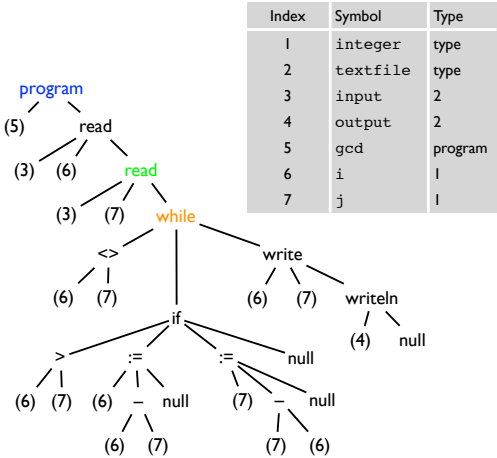 Index Symbol Type
1 integer type
2 textfile type
3 input 2
4 output 2
5 gcd program
6 i 1
7 j 1
program
(5) read
(3) (6) read
(3) (7) while
<> write
(6) (7) (6) (7) writeln
if (4) null
> := := null
(6) (7) (6) – null (7) – null
(6) (7) (7) (6)